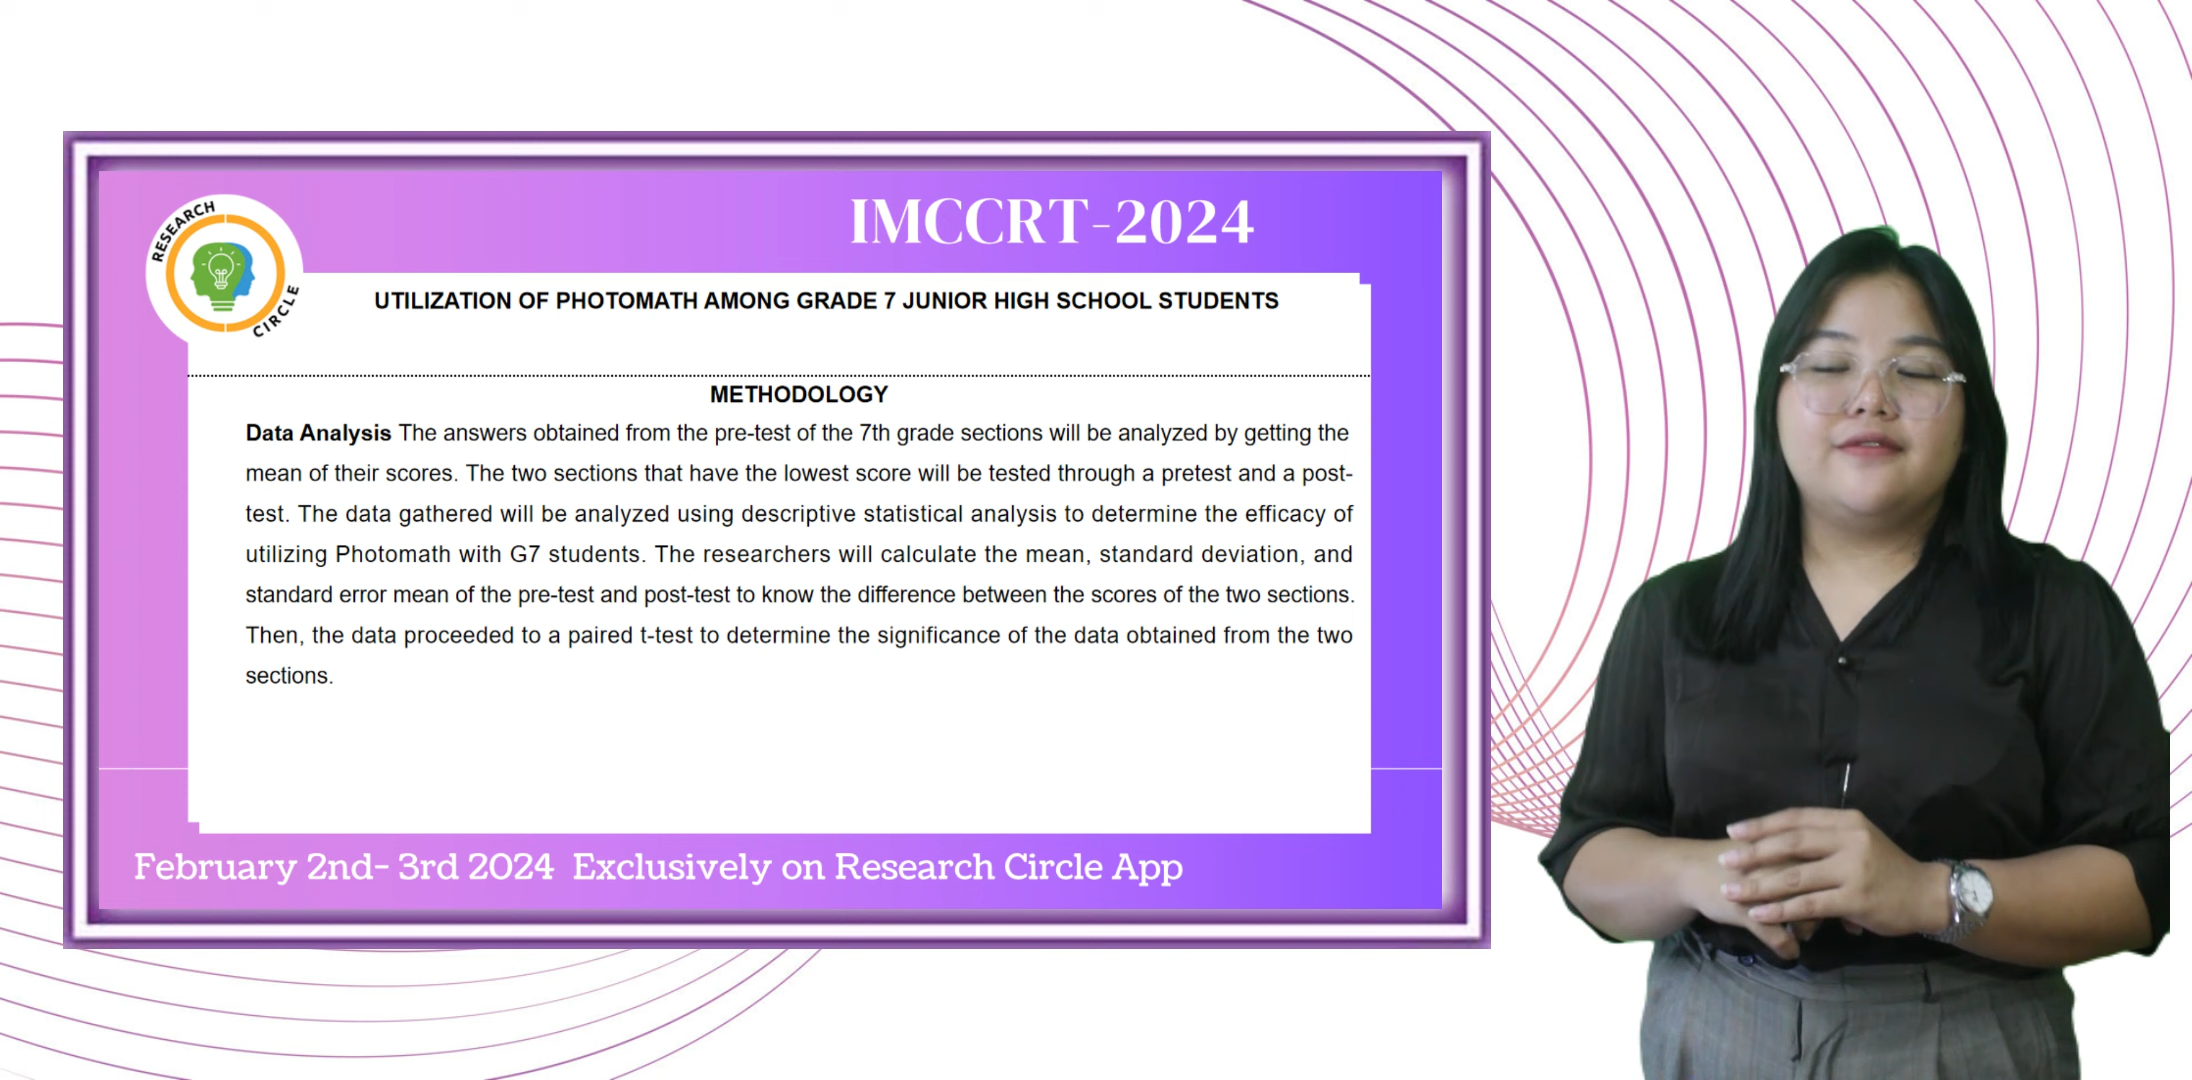 RESEARCH
CIRCLE
IMCCRT-2024
UTILIZATION OF PHOTOMATH AMONG GRADE 7 JUNIOR HIGH SCHOOL STUDENTS
METHODOLOGY
Data Analysis The answers obtained from the pre-test of the 7th grade sections will be analyzed by getting the
mean of their scores. The two sections that have the lowest score will be tested through a pretest and a post-
test. The data gathered will be analyzed using descriptive statistical analysis to determine the efficacy of
utilizing Photomath with G7 students. The researchers will calculate the mean, standard deviation, and
standard error mean of the pre-test and post-test to know the difference between the scores of the two sections.
Then, the data proceeded to a paired t-test to determine the significance of the data obtained from the two
sections.
February 2nd- 3rd 2024 Exclusively on Research Circle App